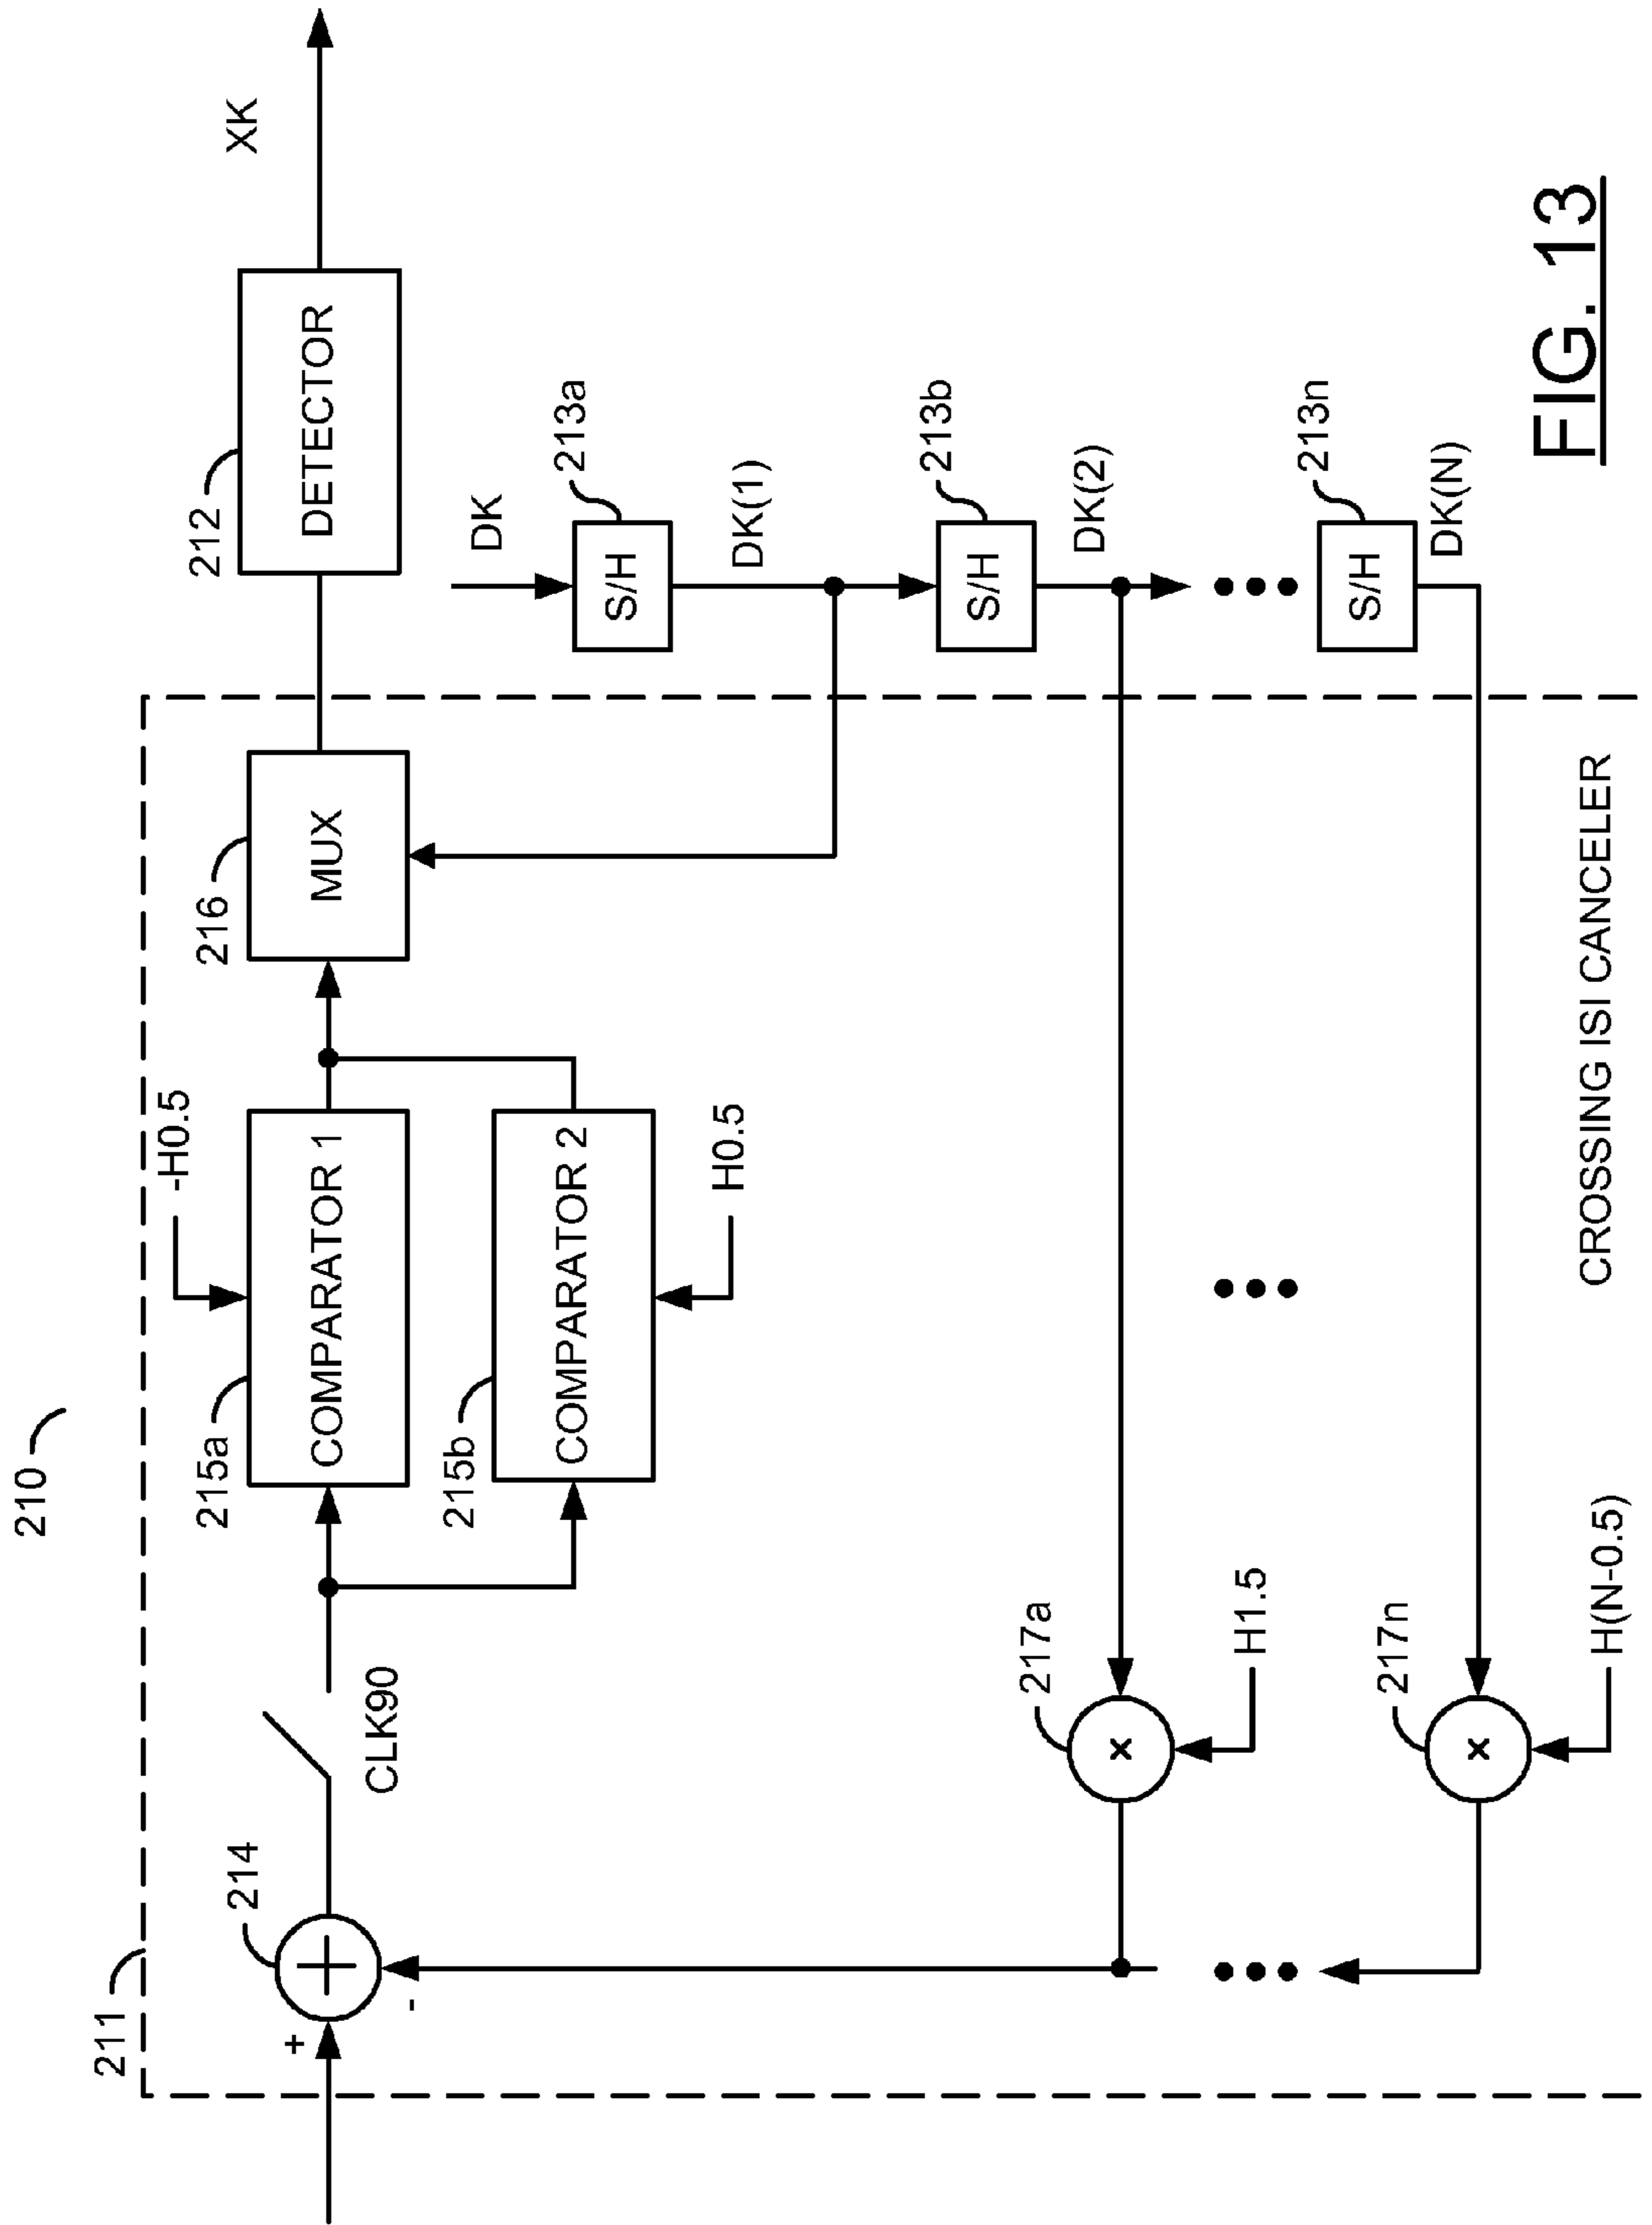 210
211
+
-
214
CLK90
215a
COMPARATOR 1
-H0.5
215b
COMPARATOR 2
H0.5
216
MUX
212
DETECTOR
XK
DK
S/H
213a
DK(1)
S/H
213b
DK(2)
S/H
213n
DK(N)
217a
x
H1.5
217n
x
H(N-0.5)
CROSSING ISI CANCELER
FIG. 13